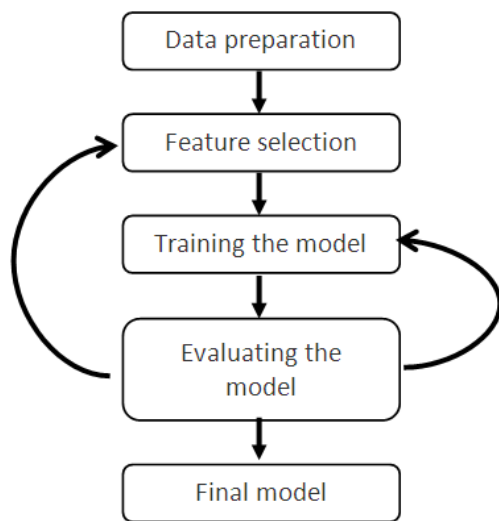 Data preparation
Feature selection
Training the model
Evaluating the
model
Final model